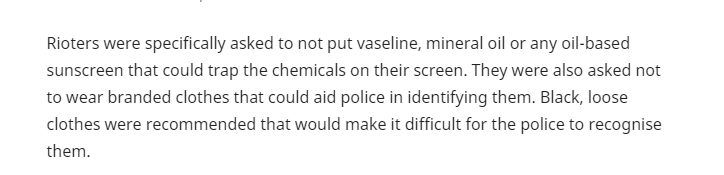 Rioters were specifically asked to not put vaseline, mineral oil or any oil-based
sunscreen that could trap the chemicals on their screen. They were also asked not
to wear branded clothes that could aid police in identifying them. Black, loose
clothes were recommended that would make it difficult for the police to recognise
them.